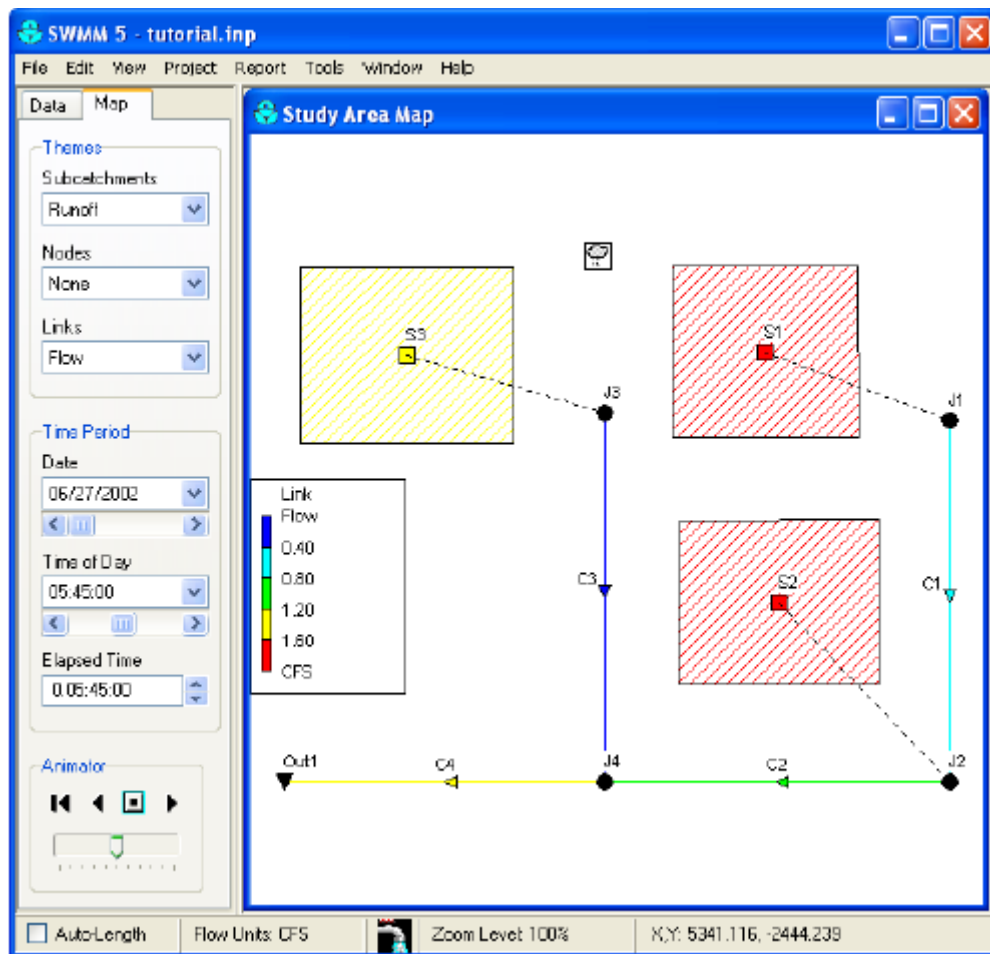 SWMM 5 - tutorial.inp
File Edit View Project Report Tools Window Help
Data Map
Themes
Subcatchments
Runoff
Nodes
None
Links
Flow
Time Period
Date
06/27/2002
Time of Day
05:45:00
Elapsed Time
0.05:45:00
Animator
Study Area Map
S3
S1
J3
J1
Link
Flow
0.40
0.80
1.20
1.60
CFS
C3
S2
C1
Out1
C4
J4
C2
J2
Auto-Length
Flow Units: CFS
Zoom Level: 100%
X,Y: 5341.116, -2444.239